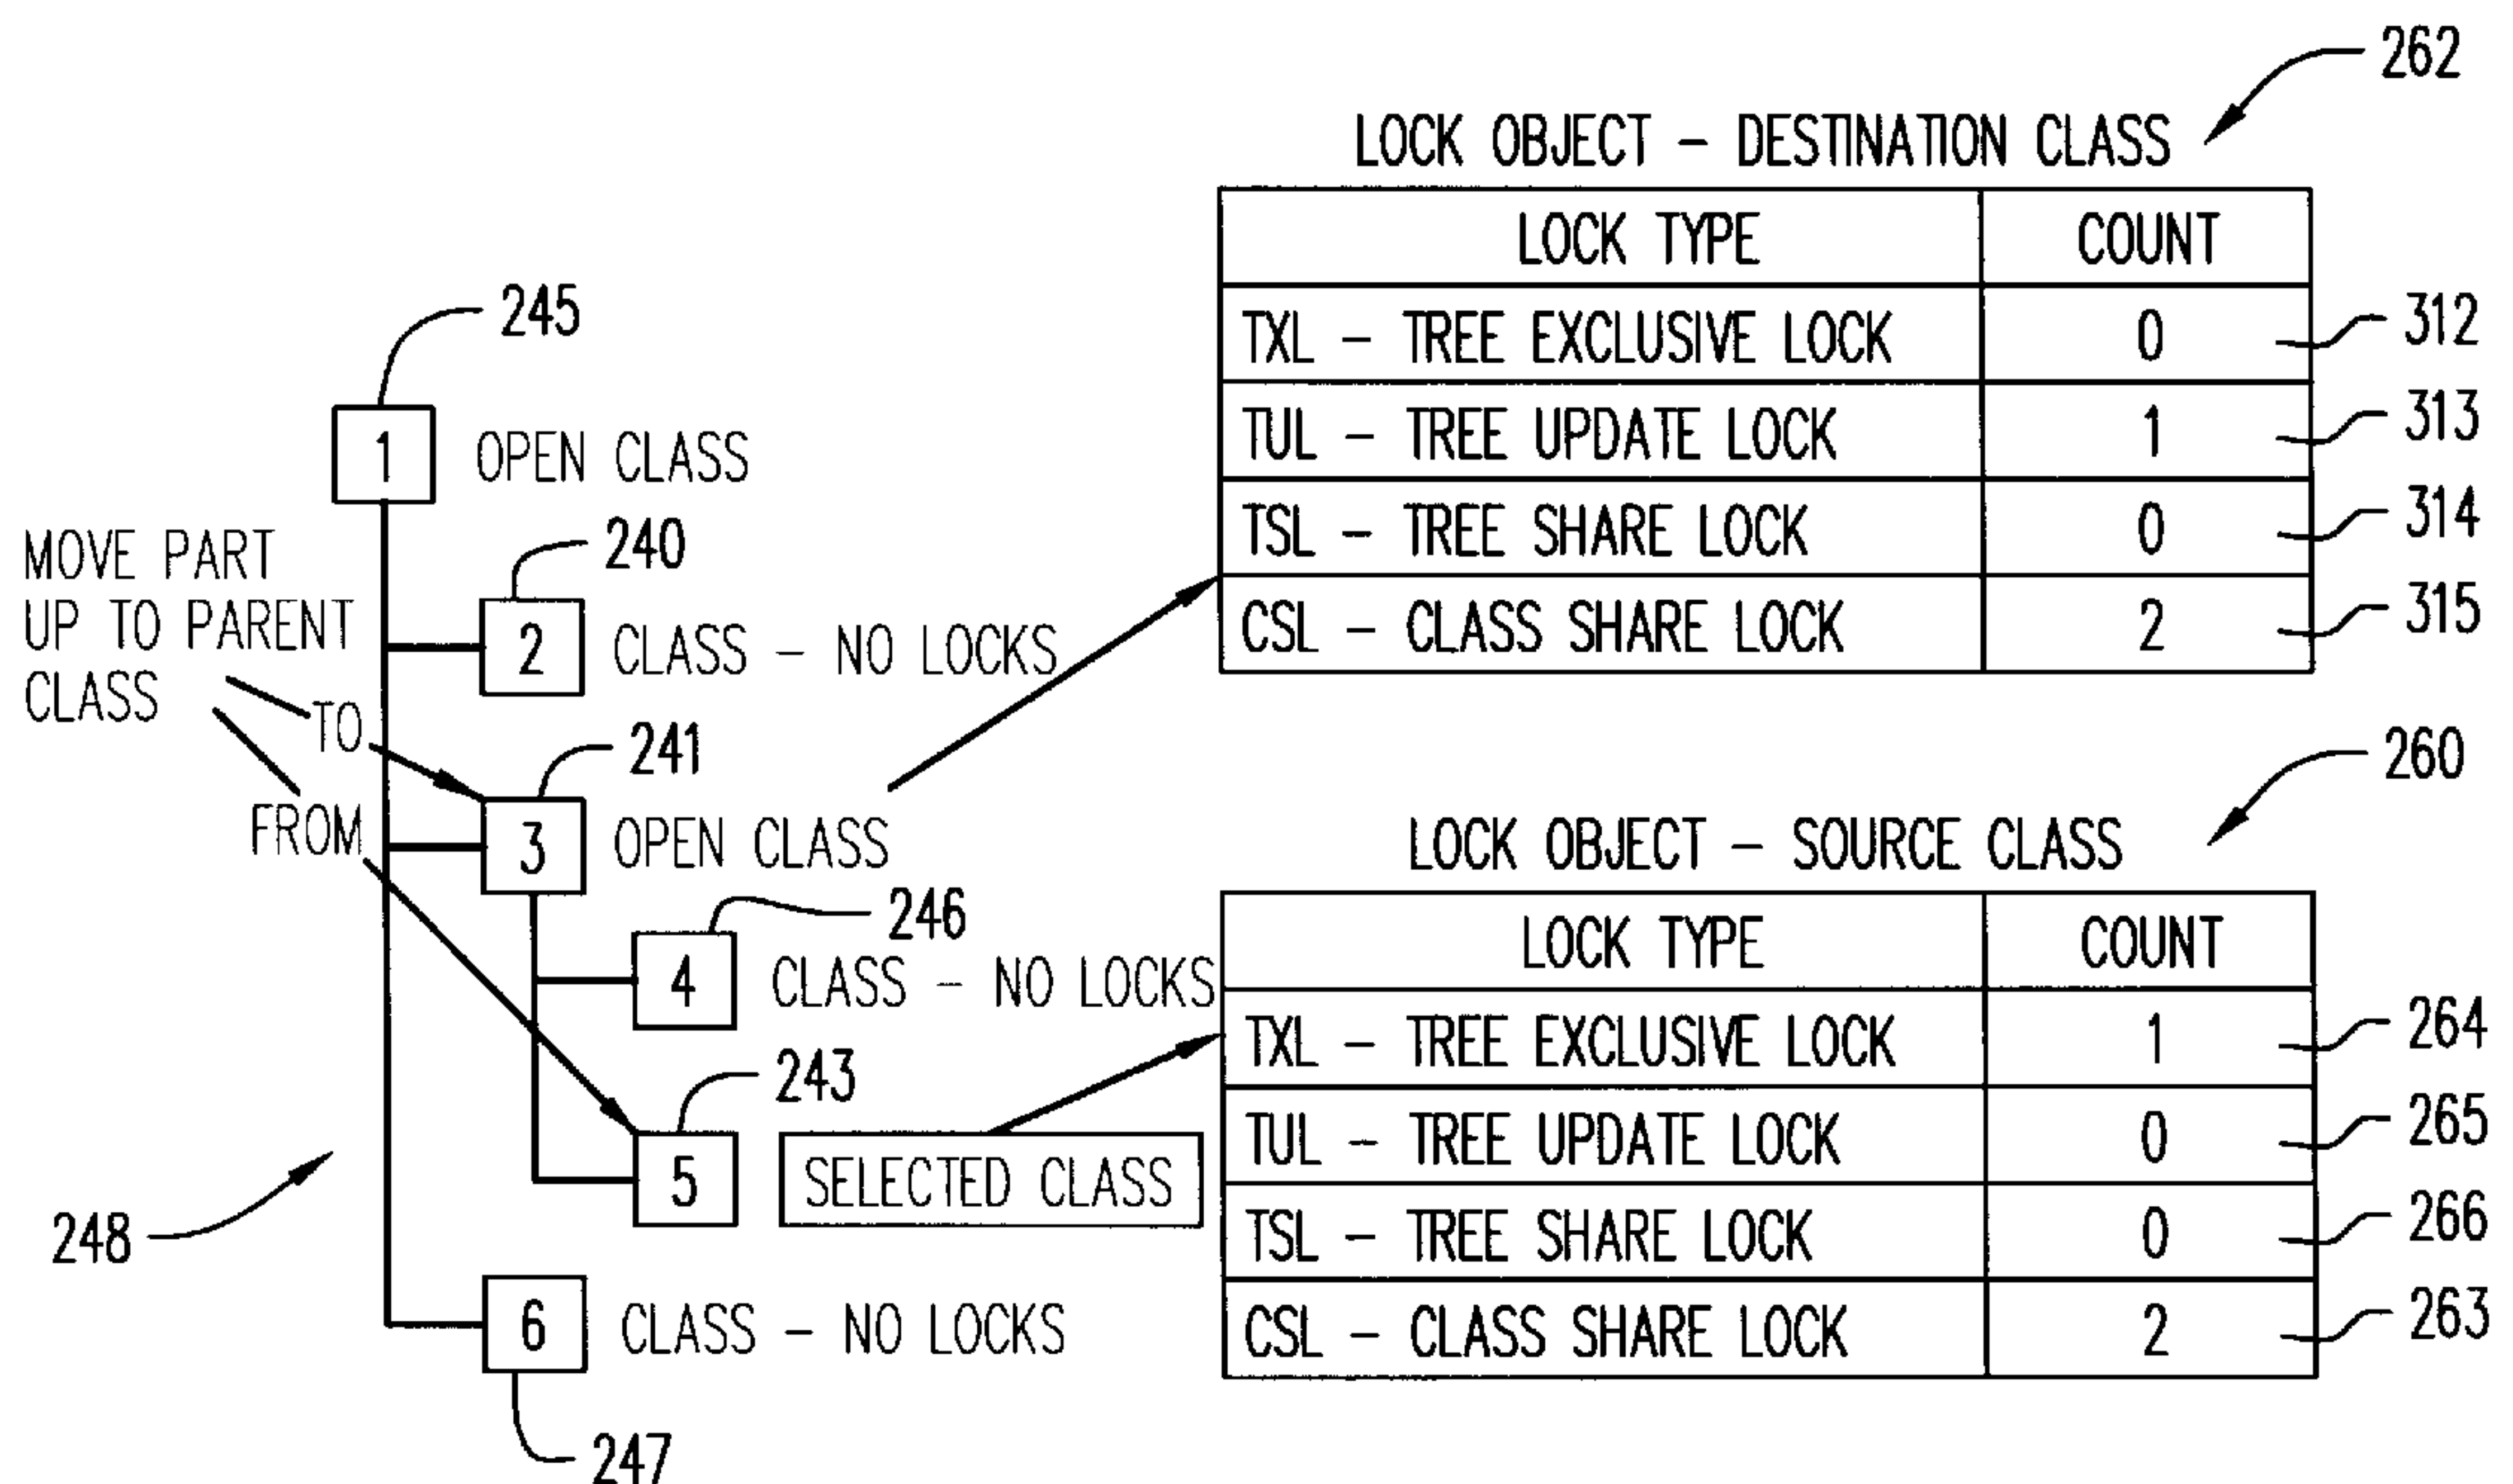 262
LOCK OBJECT – DESTINATION CLASS
LOCK TYPE COUNT
TXL – TREE EXCLUSIVE LOCK 0 312
TUL – TREE UPDATE LOCK 1 313
TSL – TREE SHARE LOCK 0 314
CSL – CLASS SHARE LOCK 2 315
245
1 OPEN CLASS
240
2 CLASS – NO LOCKS
MOVE PART
UP TO PARENT
CLASS
TO
FROM
241
3 OPEN CLASS
246
4 CLASS – NO LOCKS
243
5 SELECTED CLASS
248
6 CLASS – NO LOCKS
247
260
LOCK OBJECT – SOURCE CLASS
LOCK TYPE COUNT
TXL – TREE EXCLUSIVE LOCK 1 264
TUL – TREE UPDATE LOCK 0 265
TSL – TREE SHARE LOCK 0 266
CSL – CLASS SHARE LOCK 2 263